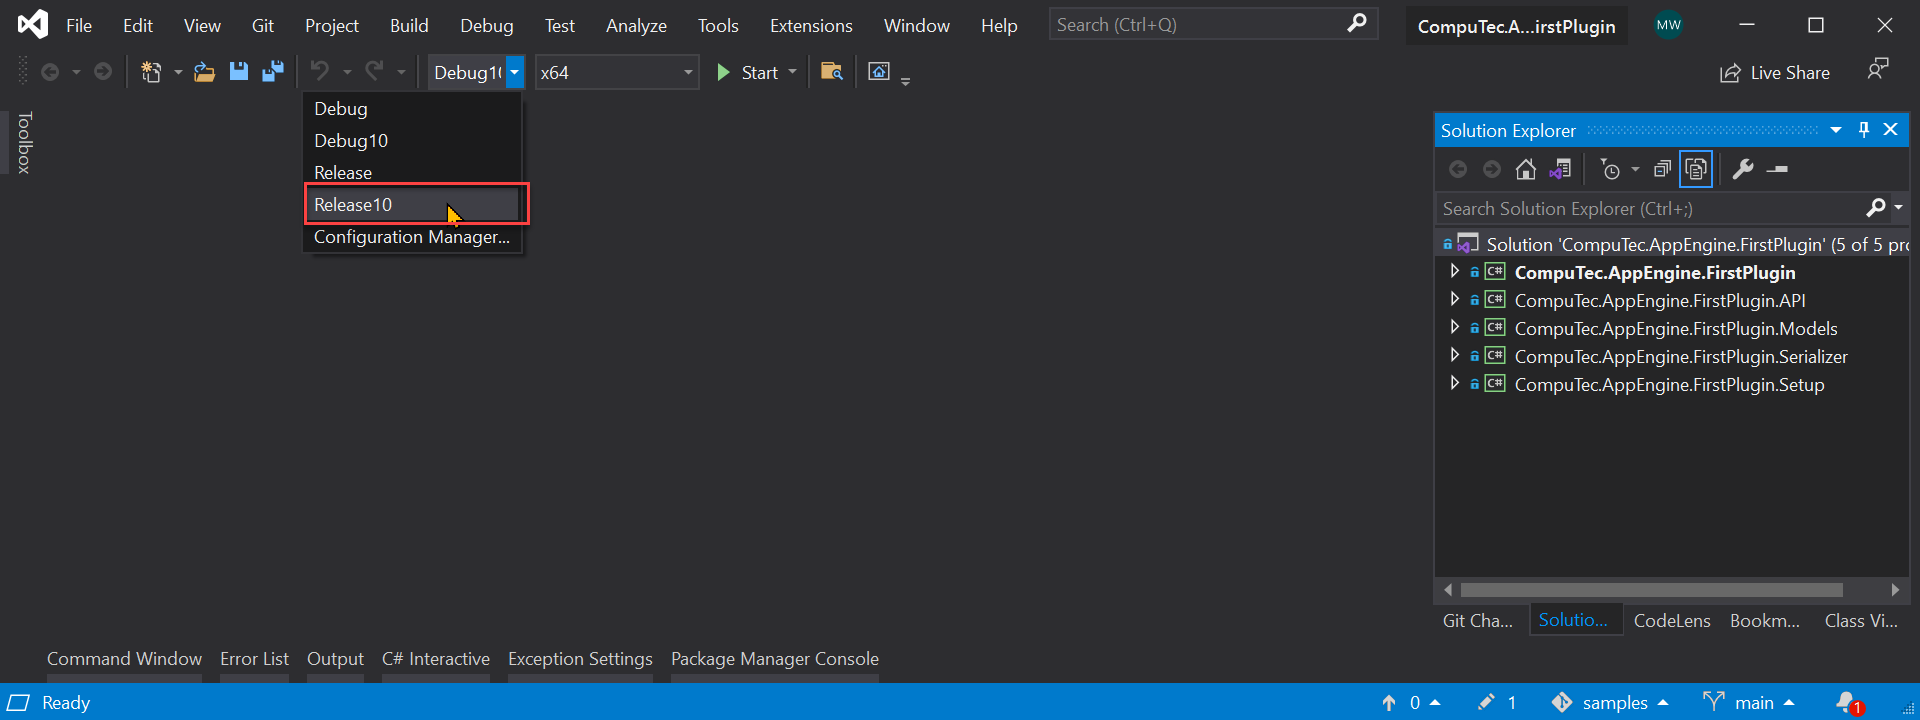 File Edit View Git Project Build Debug Test Analyze Tools Extensions Window Help Search (Ctrl+Q) CompuTec.A...irstPlugin MW
Debug10 x64 Start Live Share
Toolbox
Debug
Debug10
Release
Release10
Configuration Manager...
Solution Explorer
Search Solution Explorer (Ctrl+;)
Solution 'CompuTec.AppEngine.FirstPlugin' (5 of 5 pro
C# CompuTec.AppEngine.FirstPlugin
C# CompuTec.AppEngine.FirstPlugin.API
C# CompuTec.AppEngine.FirstPlugin.Models
C# CompuTec.AppEngine.FirstPlugin.Serializer
C# CompuTec.AppEngine.FirstPlugin.Setup
Git Cha... Solutio... CodeLens Bookm... Class Vi...
Command Window Error List Output C# Interactive Exception Settings Package Manager Console
Ready 0 1 samples main 1